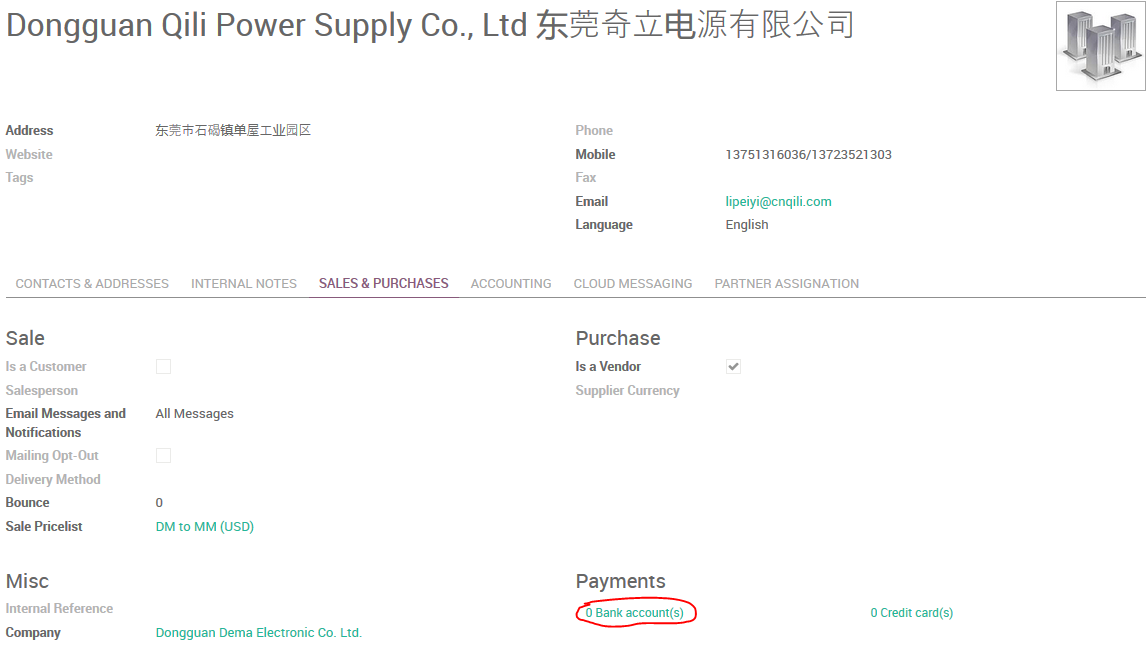 Dongguan Qili Power Supply Co., Ltd 东莞奇立电源有限公司
Address 东莞市石碣镇单屋工业园区
Website
Tags
Phone
Mobile 13751316036/13723521303
Fax
Email lipeiyi@cnqili.com
Language English
CONTACTS & ADDRESSES INTERNAL NOTES SALES & PURCHASES ACCOUNTING CLOUD MESSAGING PARTNER ASSIGNATION
Sale
Is a Customer
Salesperson
Email Messages and
Notifications
All Messages
Mailing Opt-Out
Delivery Method
Bounce 0
Sale Pricelist DM to MM (USD)
Purchase
Is a Vendor
Supplier Currency
Misc
Internal Reference
Company Dongguan Dema Electronic Co. Ltd.
Payments
0 Bank account(s) 0 Credit card(s)